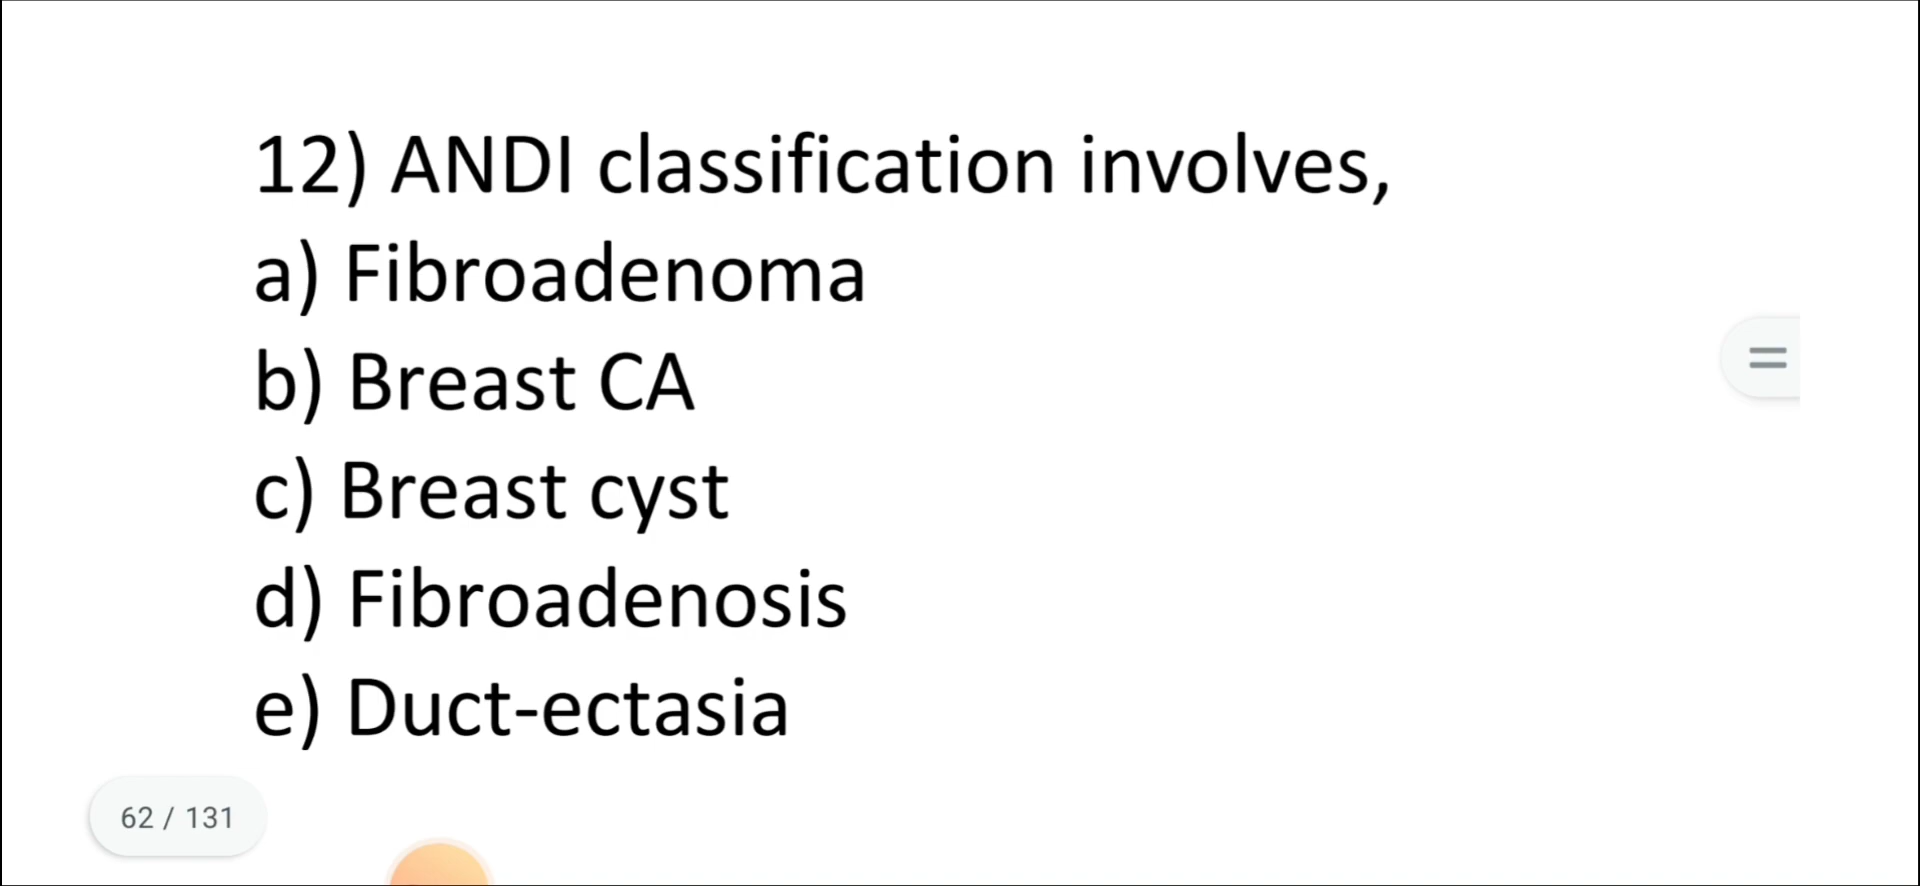 12) ANDI classification involves,
a) Fibroadenoma
b) Breast CA
c) Breast cyst
d) Fibroadenosis
e) Duct-ectasia
62 / 131